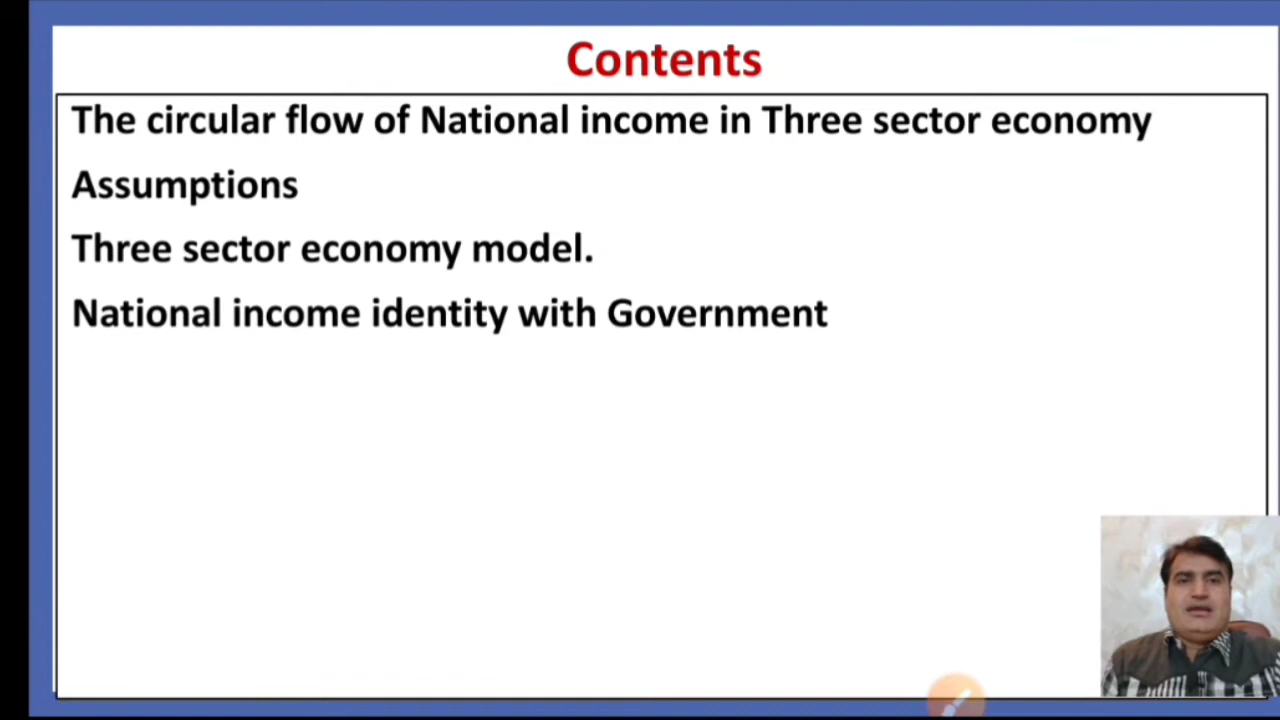 Contents
The circular flow of National income in Three sector economy
Assumptions
Three sector economy model.
National income identity with Government